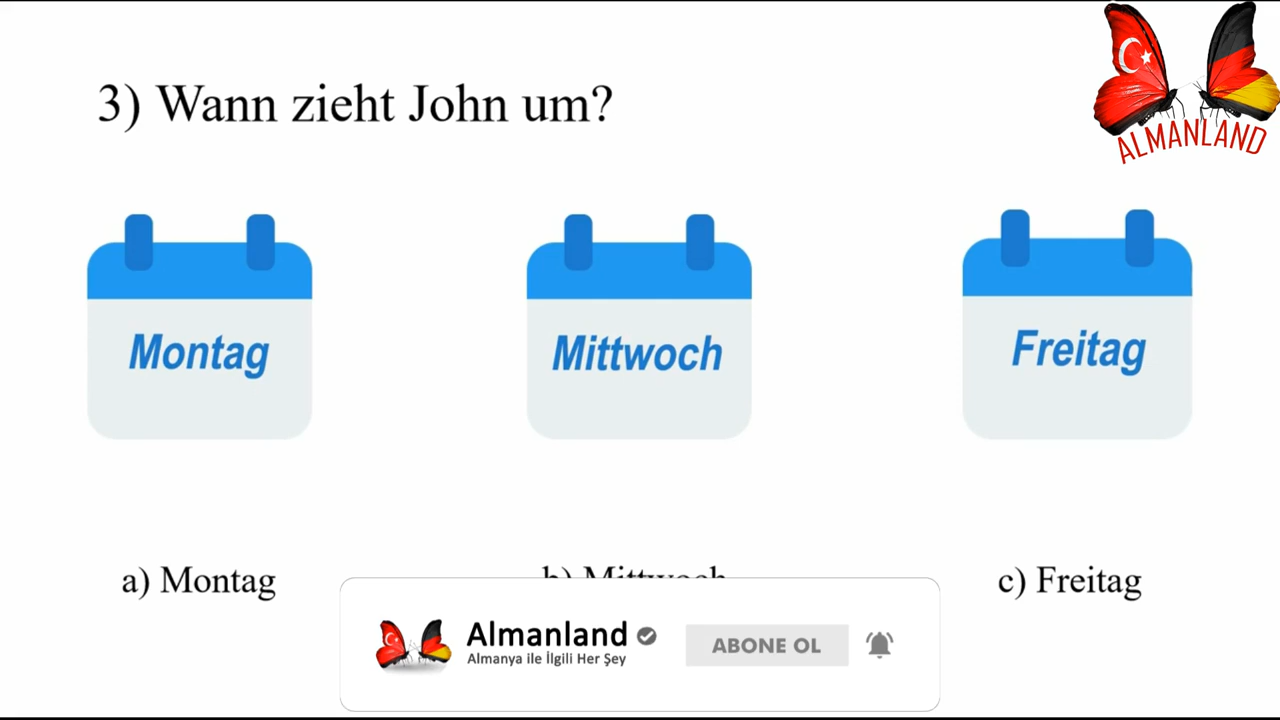 3) Wann zieht John um?
ALMANLAND
Montag
Mittwoch
Freitag
a) Montag
b) Mittwoch
c) Freitag
Almanland
Almanya ile İlgili Her Şey
ABONE OL